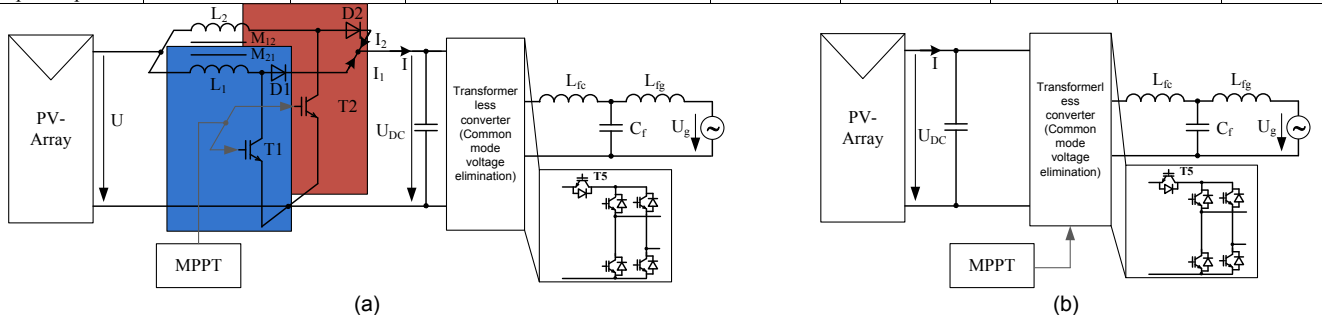 L2
D2
M12
M21
I2
I
I1
L1
D1
T2
T1
PV-
Array
U
UDC
MPPT
Transformer
less
converter
(Common
mode
voltage
elimination)
Lfc
Lfg
Cf
Ug
~
T5
(a)
PV-
Array
I
UDC
MPPT
Transformerl
ess converter
(Common
mode
voltage
elimination)
Lfc
Lfg
Cf
Ug
~
T5
(b)